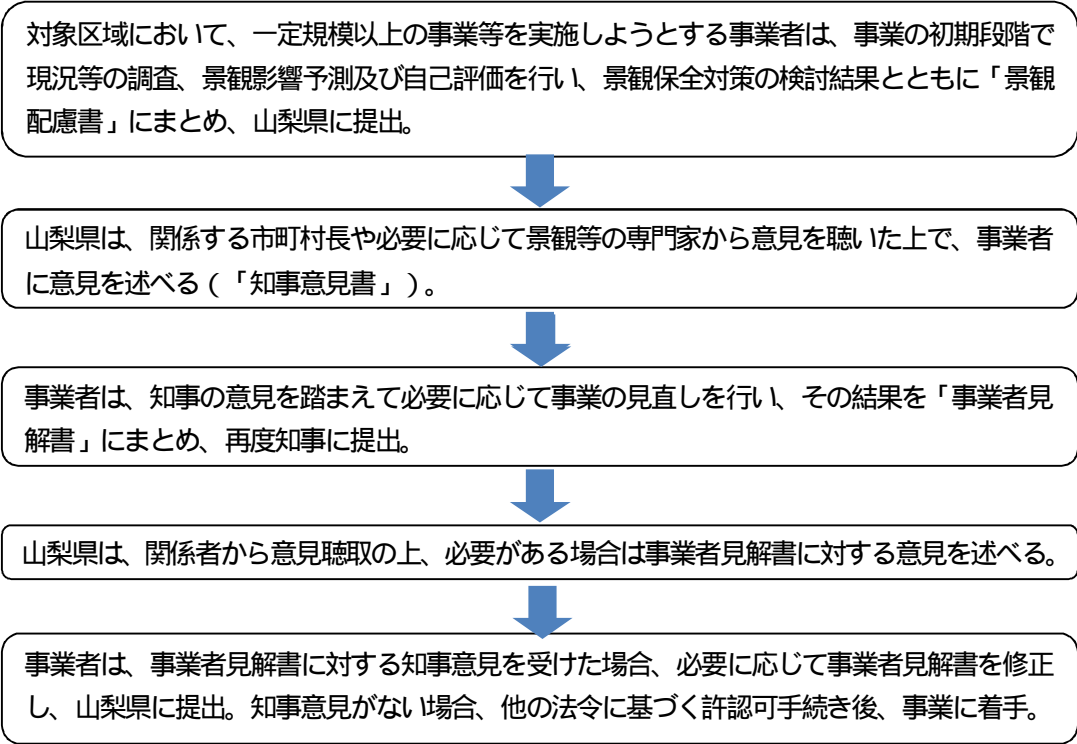 対象区域において、一定規模以上の事業等を実施しようとする事業者は、事業の初期段階で
現況等の調査、景観影響予測及び自己評価を行い、景観保全対策の検討結果とともに「景観
配慮書」にまとめ、山梨県に提出。
山梨県は、関係する市町村長や必要に応じて景観等の専門家から意見を聴いた上で、事業者
に意見を述べる(「知事意見書」)。
事業者は、知事の意見を踏まえて必要に応じて事業の見直しを行い、その結果を「事業者見
解書」にまとめ、再度知事に提出。
山梨県は、関係者から意見聴取の上、必要がある場合は事業者見解書に対する意見を述べる。
事業者は、事業者見解書に対する知事意見を受けた場合、必要に応じて事業者見解書を修正
し、山梨県に提出。知事意見がない場合、他の法令に基づく許認可手続き後、事業に着手。